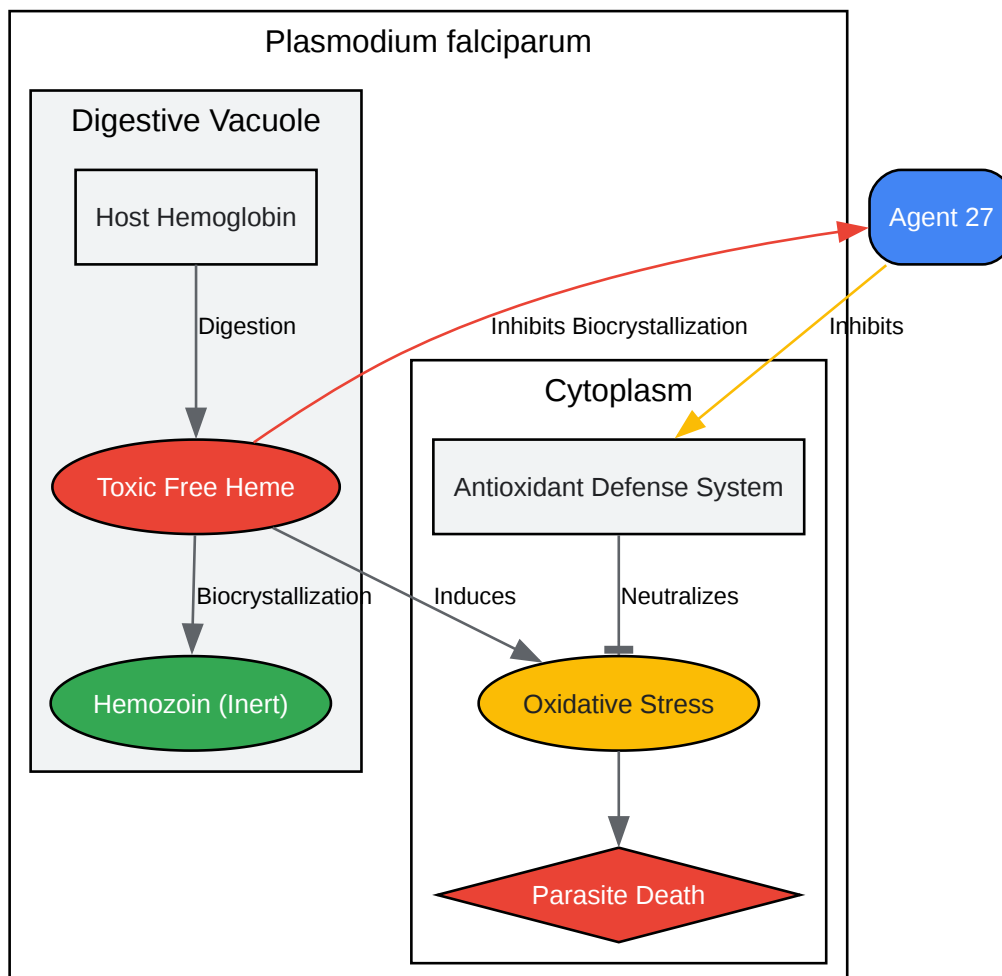 Plasmodium falciparum
Digestive Vacuole
Host Hemoglobin
Agent 27
Digestion
Inhibits Biocrystallization
Inhibits
Cytoplasm
Toxic Free Heme
Antioxidant Defense System
Biocrystallization
Induces
Neutralizes
Hemozoin (Inert)
Oxidative Stress
Parasite Death